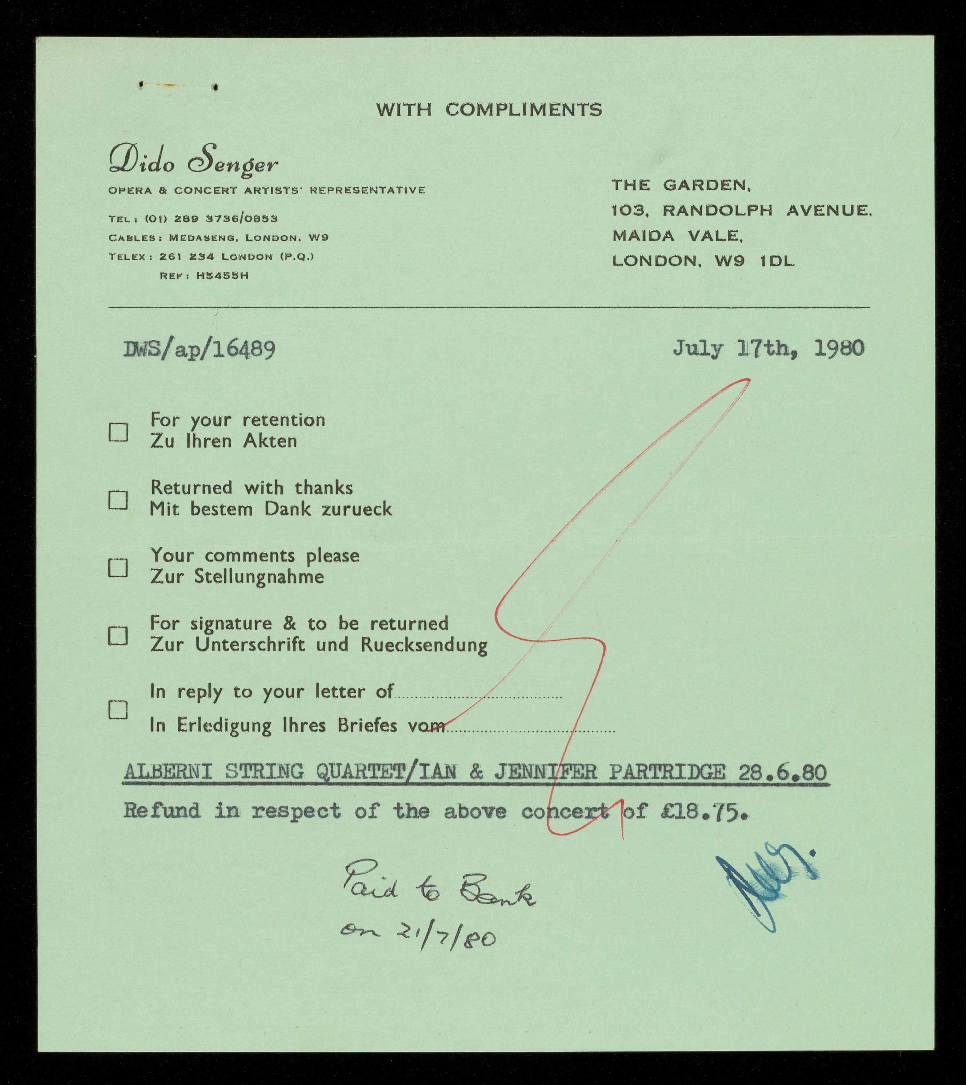 WITH COMPLIMENTS
Dido Senger
OPERA & CONCERT ARTISTS' REPRESENTATIVE
TEL: (01) 289 3736/0853
CABLES: MEDASENG, LONDON, W9
TELEX: 261 234 LONDON (P.Q.)
REF: H5455H
THE GARDEN,
103, RANDOLPH AVENUE,
MAIDA VALE,
LONDON, W9 1DL
DWS/ap/16489
July 17th, 1980
For your retention
Zu Ihren Akten
Returned with thanks
Mit bestem Dank zurueck
Your comments please
Zur Stellungnahme
For signature & to be returned
Zur Unterschrift und Ruecksendung
In reply to your letter of
In Erledigung Ihres Briefes vom
ALBERNI STRING QUARTET/IAN & JENNIFER PARTRIDGE 28.6.80
Refund in respect of the above concert of £18.75.
Paid to Bank
on 21/7/80